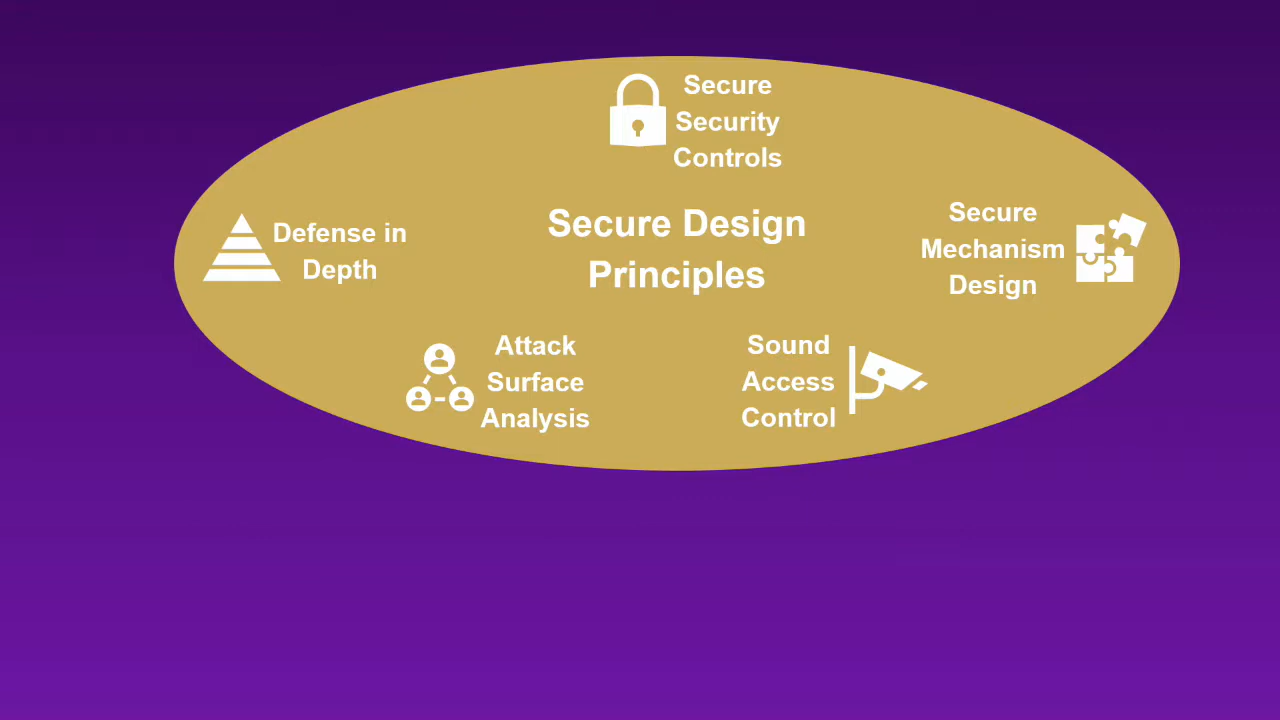 Secure
Security
Controls
Secure Design
Principles
Defense in
Depth
Secure
Mechanism
Design
Attack
Surface
Analysis
Sound
Access
Control